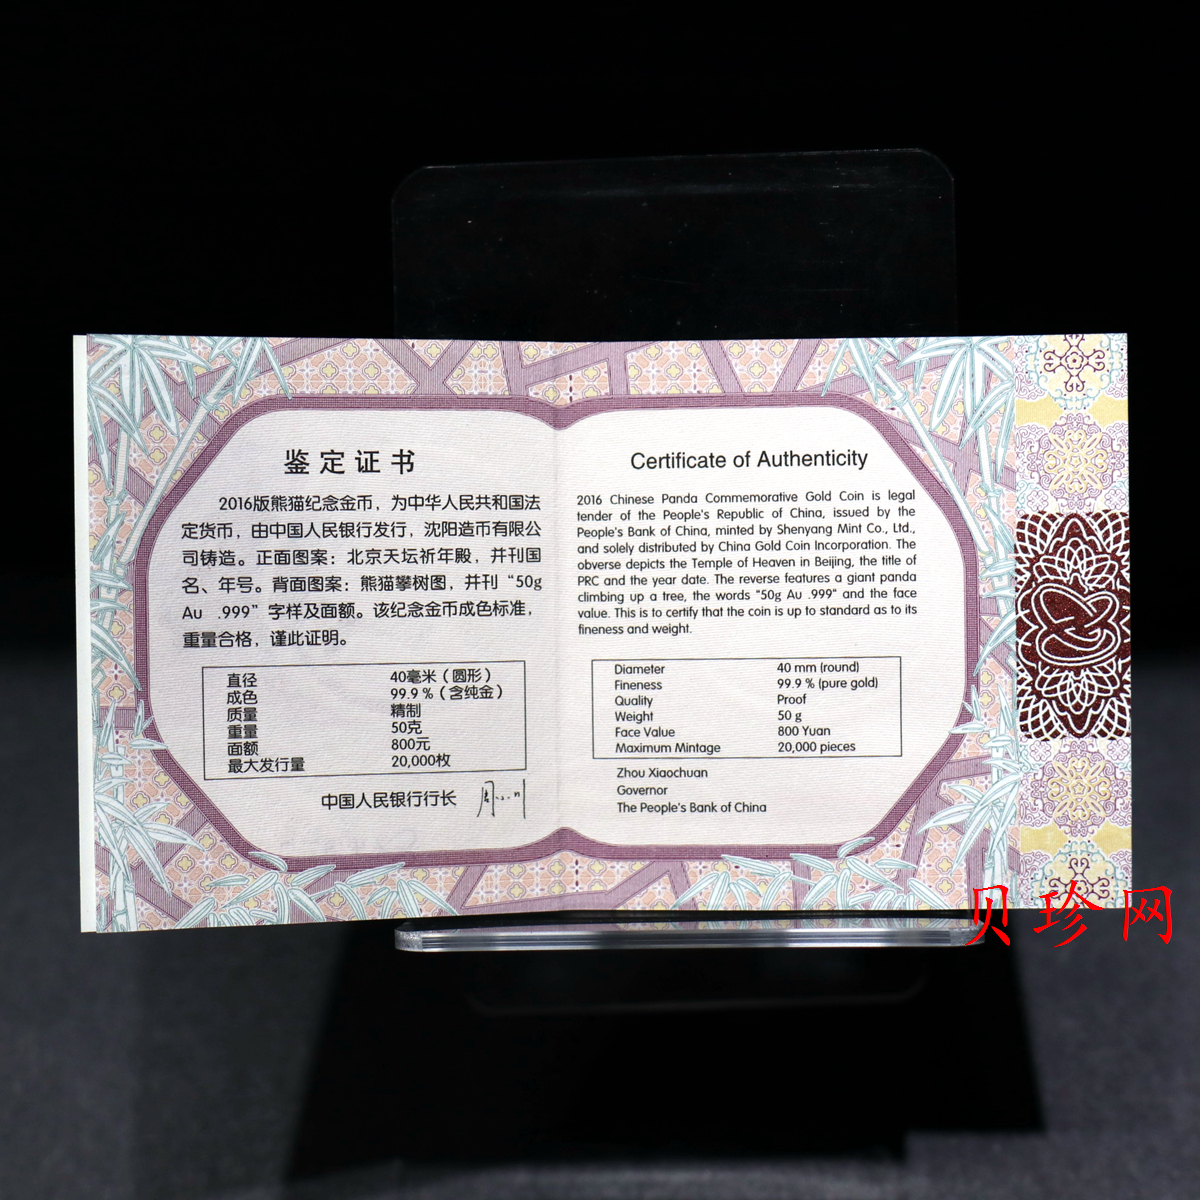 鉴定证书
2016版熊猫纪念金币，为中华人民共和国法
定货币，由中国人民银行发行，沈阳造币有限公
司铸造。正面图案：北京天坛祈年殿，并刊国
名、年号。背面图案：熊猫攀树图，并刊“50g
Au .999”字样及面额。该纪念金币成色标准，
重量合格，谨此证明。
直径 40毫米（圆形）
成色 99.9％（含纯金）
质量 精制
重量 50克
面额 800元
最大发行量 20,000枚
中国人民银行行长
Certificate of Authenticity
2016 Chinese Panda Commemorative Gold Coin is legal
tender of the People's Republic of China, issued by the
People's Bank of China, minted by Shenyang Mint Co., Ltd.,
and solely distributed by China Gold Coin Incorporation. The
obverse depicts the Temple of Heaven in Beijing, the title of
PRC and the year date. The reverse features a giant panda
climbing up a tree, the words "50g Au .999" and the face
value. This is to certify that the coin is up to standard as to its
fineness and weight.
Diameter 40 mm (round)
Fineness 99.9 % (pure gold)
Quality Proof
Weight 50 g
Face Value 800 Yuan
Maximum Mintage 20,000 pieces
Zhou Xiaochuan
Governor
The People's Bank of China
贝珍网